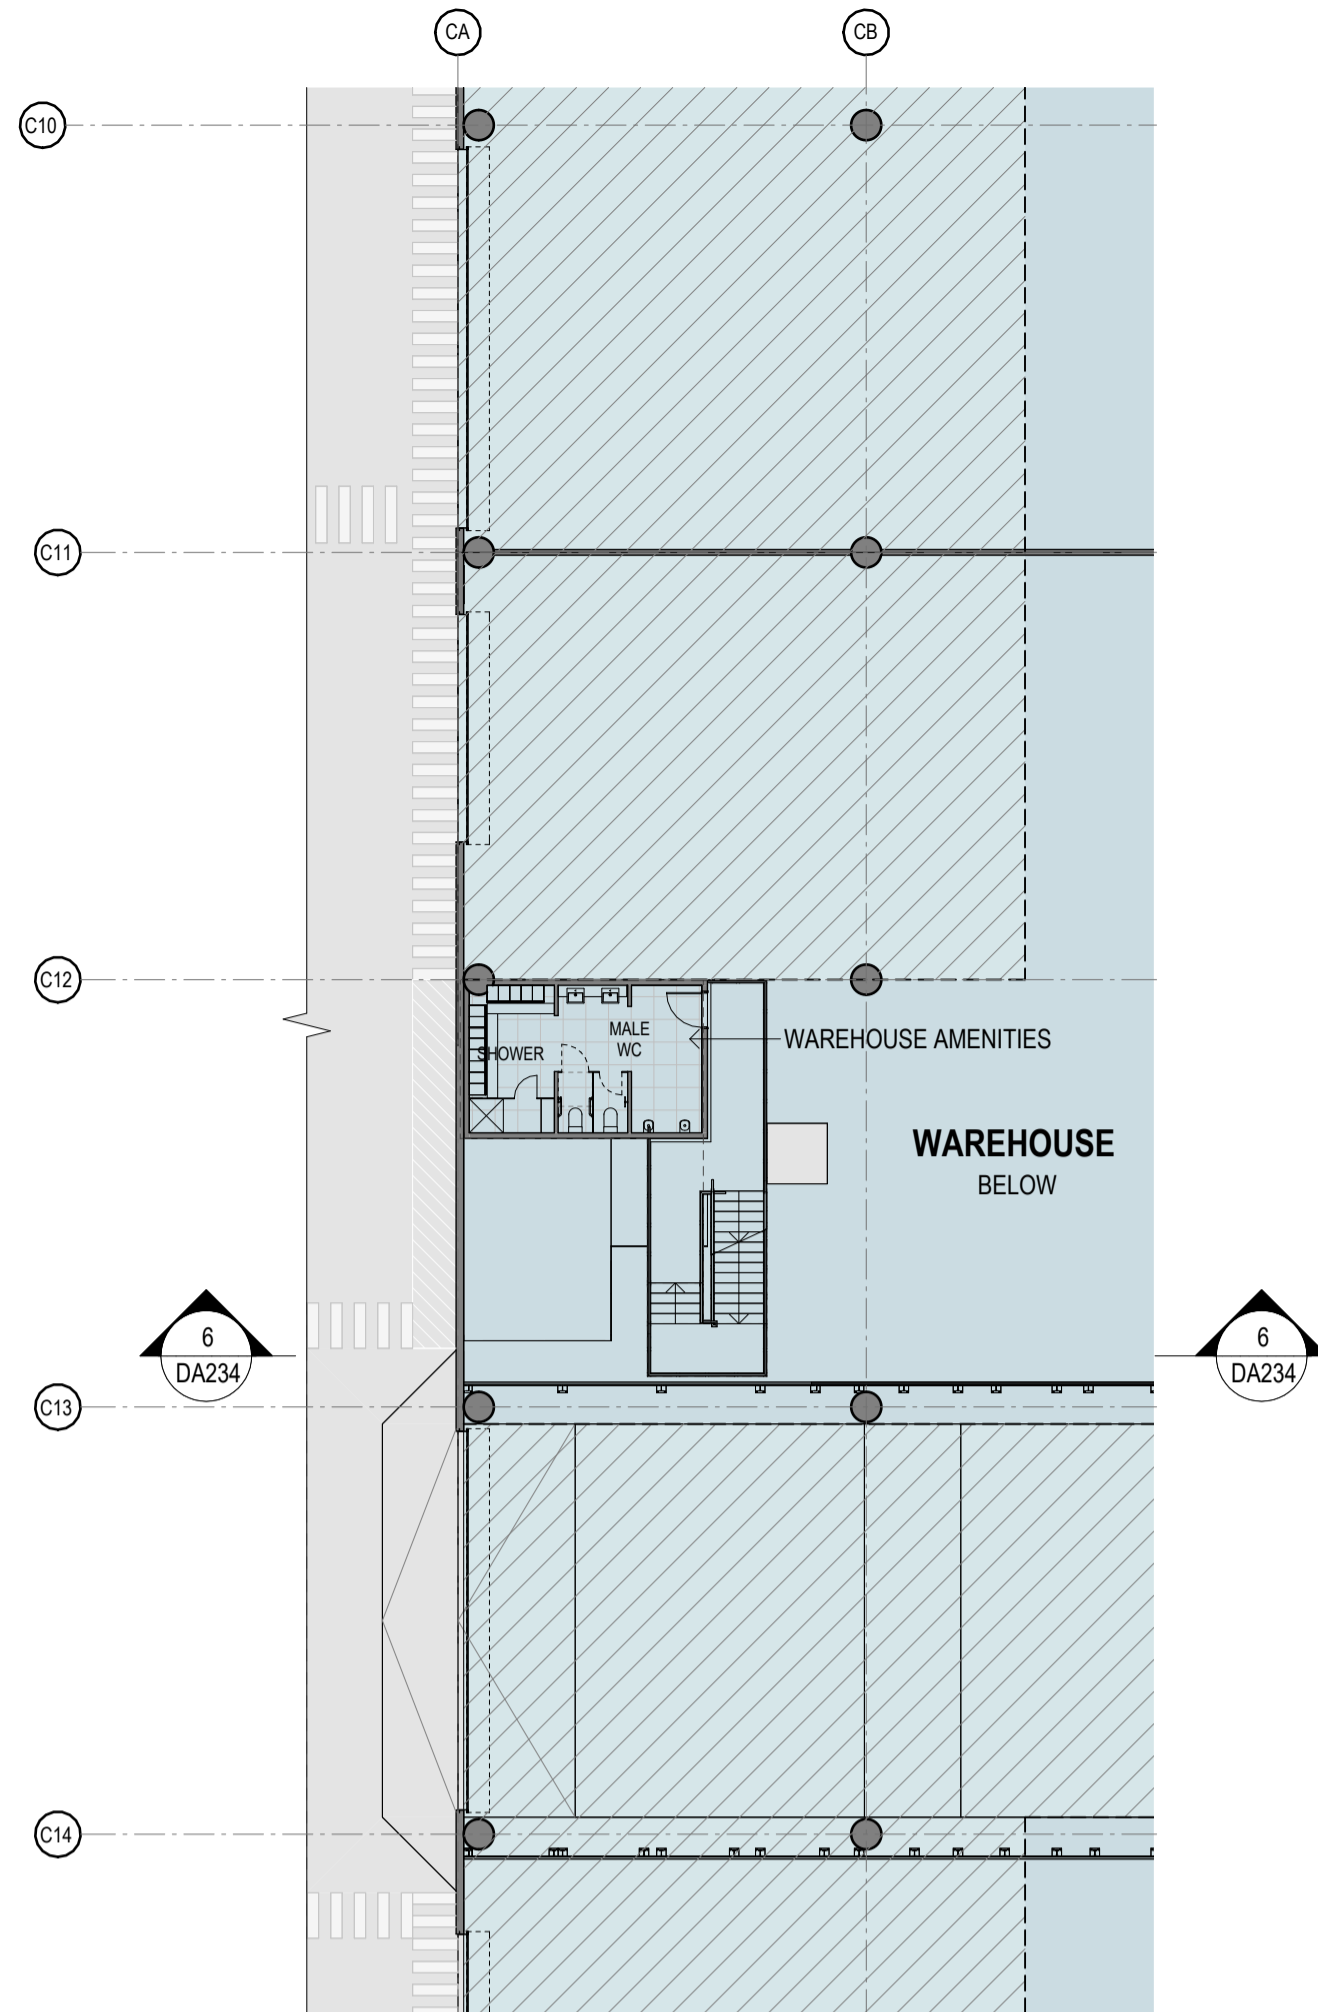 CA
CB
C10
C11
C12
SHOWER
MALE
WC
WAREHOUSE AMENITIES
WAREHOUSE
BELOW
6
DA234
6
DA234
C13
C14